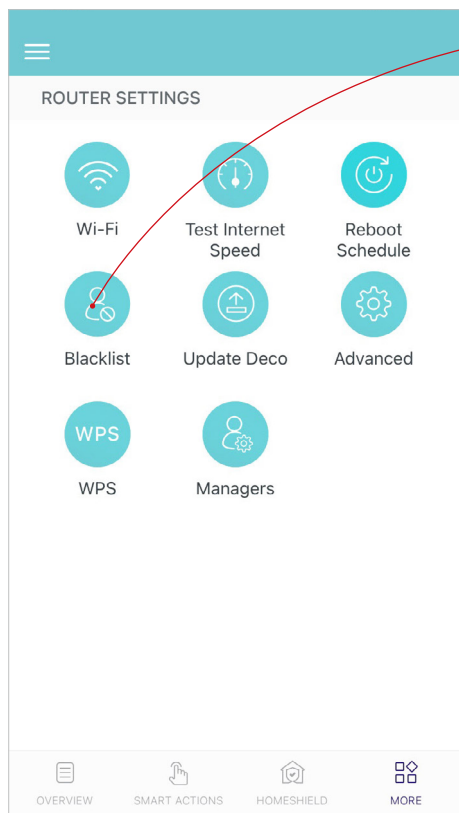 ROUTER SETTINGS
Wi-Fi
Test Internet
Speed
Reboot
Schedule
Blacklist
Update Deco
Advanced
WPS
WPS
Managers
OVERVIEW
SMART ACTIONS
HOMESHIELD
MORE